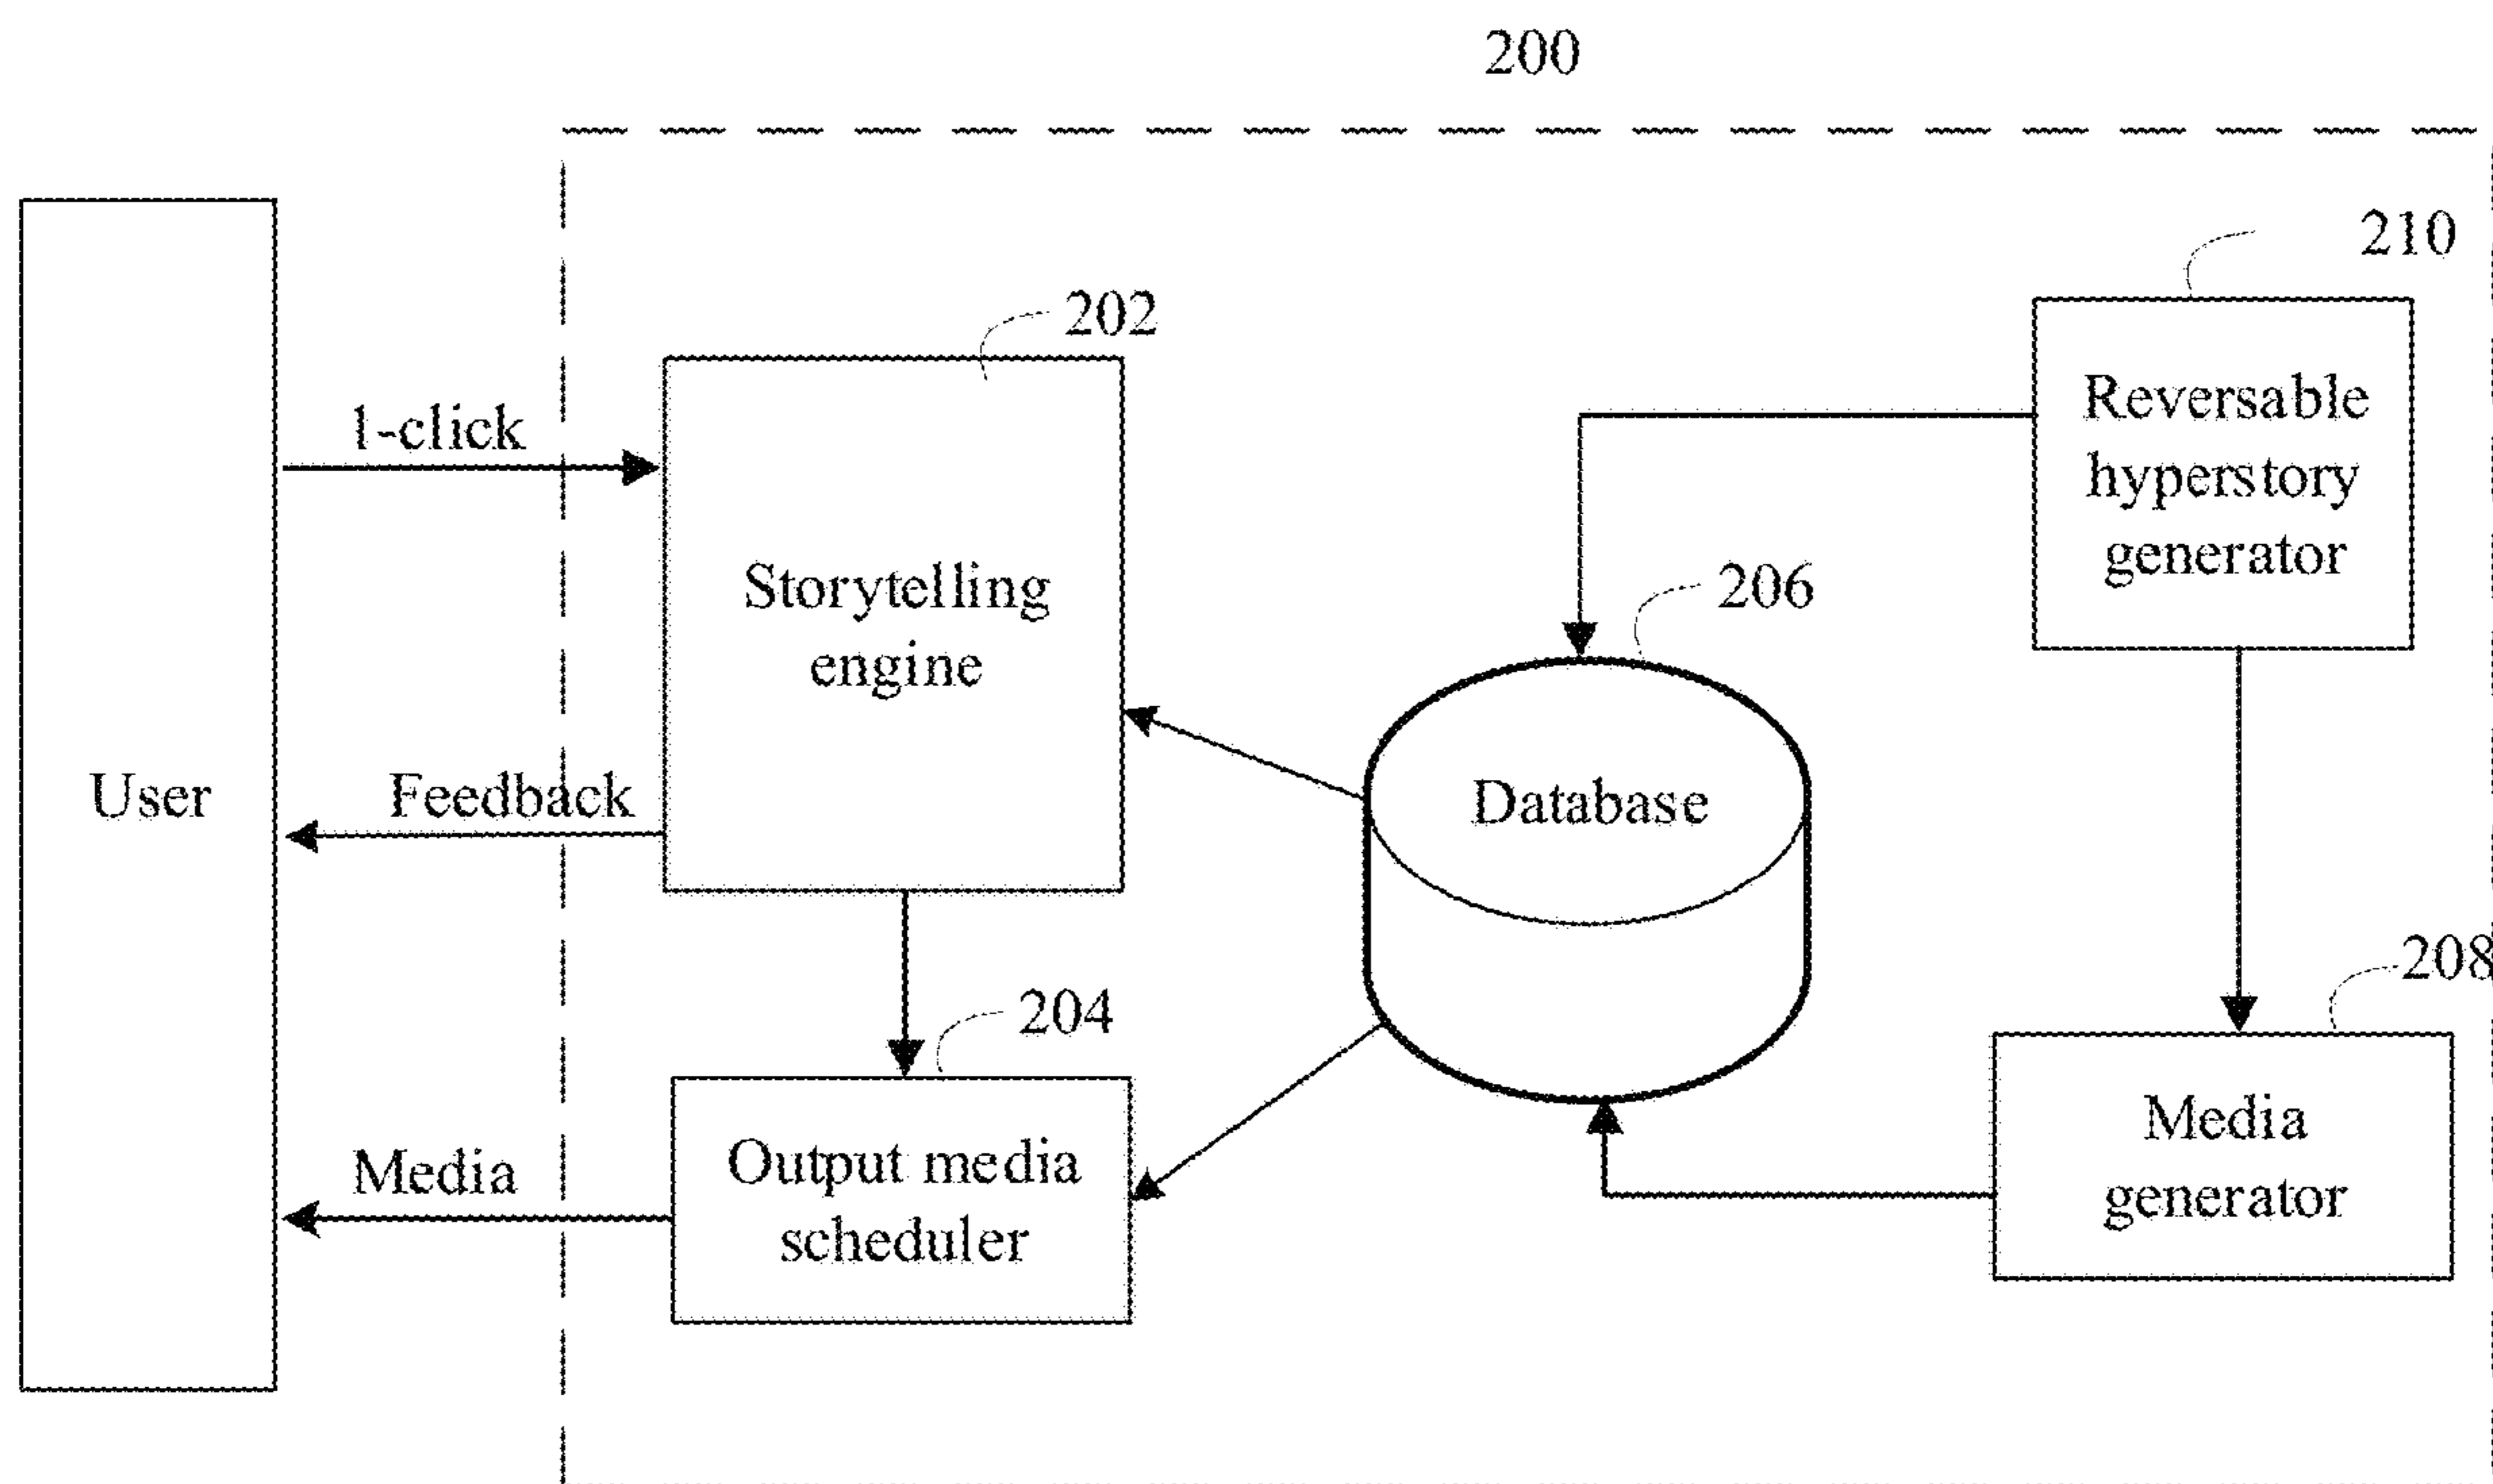 200
210
202
Reversable
hyperstory
generator
1-click
Storytelling
engine
206
User
Feedback
Database
208
204
Media
generator
Media
Output media
scheduler